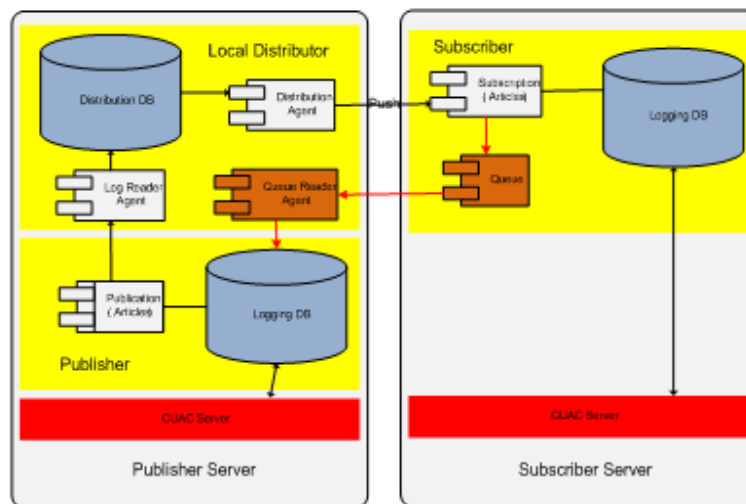 Local Distributor
Distribution DB
Distribution
Agent
Push
Subscriber
Subscription
( Articles)
Logging DB
Log Reader
Agent
Queue Reader
Agent
Queue
Publication
( Articles)
Logging DB
Publisher
CUAC Server
CUAC Server
Publisher Server
Subscriber Server